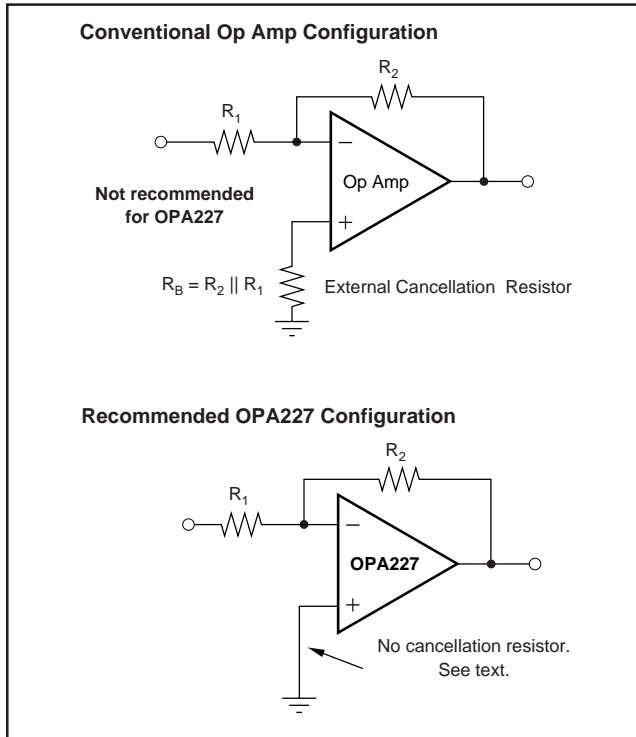 Conventional Op Amp Configuration
R2
R1
−
Op Amp
Not recommended
for OPA227
+
RB = R2 || R1
External Cancellation Resistor
Recommended OPA227 Configuration
R2
R1
−
OPA227
+
No cancellation resistor.
See text.